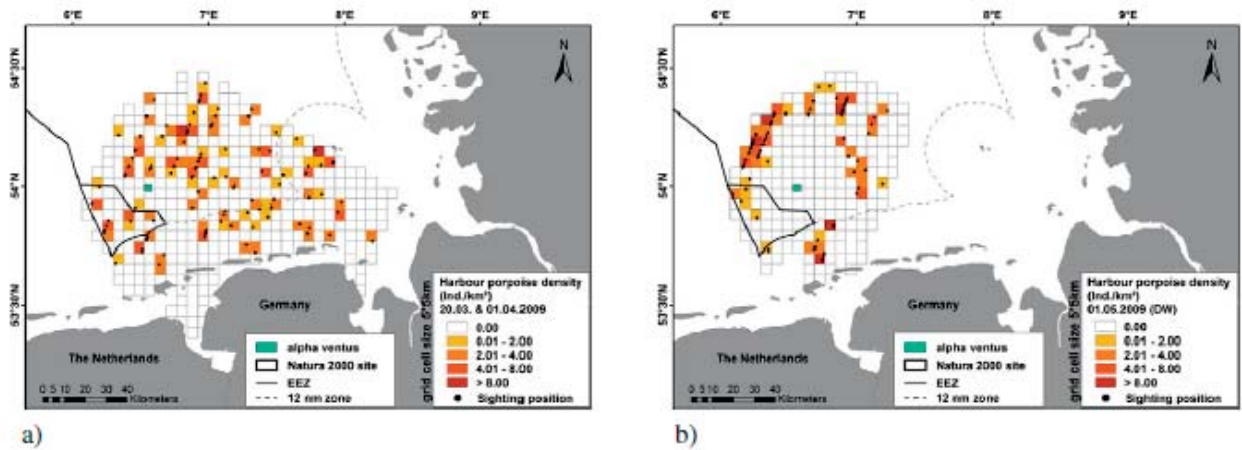 6°E 7°E 8°E 9°E
N
54°30'N
54°N
53°30'N
Germany
The Netherlands
0 5 10 20 30 40
Kilometers
alpha ventus
Natura 2000 site
EEZ
12 nm zone
grid cell size 5*5km
Harbour porpoise density
(Ind./km²)
20.03. & 01.04.2009
0.00
0.01 - 2.00
2.01 - 4.00
4.01 - 8.00
> 8.00
Sighting position
a)
6°E 7°E 8°E 9°E
N
54°30'N
54°N
53°30'N
Germany
The Netherlands
0 5 10 20 30 40
Kilometers
alpha ventus
Natura 2000 site
EEZ
12 nm zone
grid cell size 5*5km
Harbour porpoise density
(Ind./km²)
01.05.2009 (DW)
0.00
0.01 - 2.00
2.01 - 4.00
4.01 - 8.00
> 8.00
Sighting position
b)